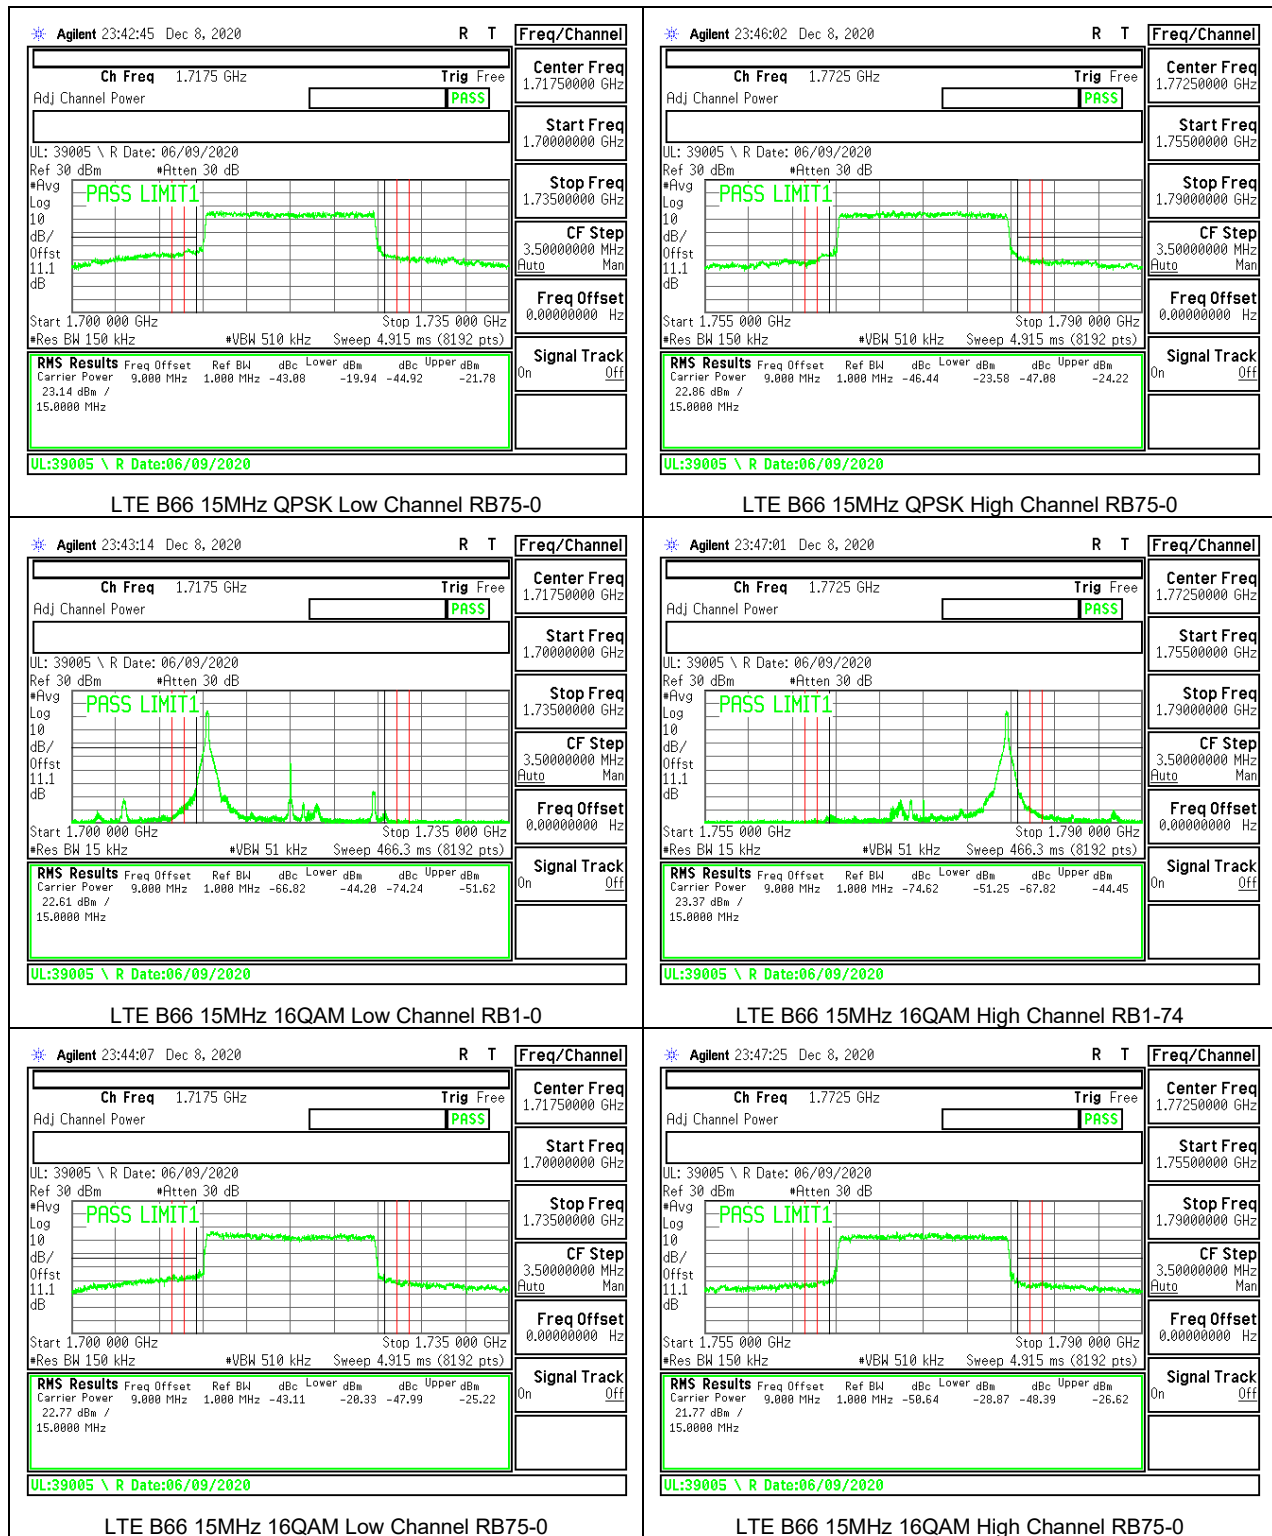 Agilent 23:42:45 Dec 8, 2020 R T Freq/Channel
Ch Freq 1.7175 GHz Trig Free
Adj Channel Power PASS
UL: 39005 \ R Date: 06/09/2020
Ref 30 dBm #Atten 30 dB
#Avg
Log
10
dB/
Offst
11.1
dB
PASS LIMIT1
Start 1.700 000 GHz Stop 1.735 000 GHz
#Res BW 150 kHz #VBW 510 kHz Sweep 4.915 ms (8192 pts)
RMS Results Freq Offset Ref BW dBc Lower dBm dBc Upper dBm
Carrier Power 9.000 MHz 1.000 MHz -43.08 -19.94 -44.92 -21.78
23.14 dBm /
15.0000 MHz
UL:39005 \ R Date:06/09/2020
Center Freq
1.71750000 GHz
Start Freq
1.70000000 GHz
Stop Freq
1.73500000 GHz
CF Step
3.50000000 MHz
Auto Man
Freq Offset
0.00000000 Hz
Signal Track
On Off
LTE B66 15MHz QPSK Low Channel RB75-0
Agilent 23:46:02 Dec 8, 2020 R T Freq/Channel
Ch Freq 1.7725 GHz Trig Free
Adj Channel Power PASS
UL: 39005 \ R Date: 06/09/2020
Ref 30 dBm #Atten 30 dB
#Avg
Log
10
dB/
Offst
11.1
dB
PASS LIMIT1
Start 1.755 000 GHz Stop 1.790 000 GHz
#Res BW 150 kHz #VBW 510 kHz Sweep 4.915 ms (8192 pts)
RMS Results Freq Offset Ref BW dBc Lower dBm dBc Upper dBm
Carrier Power 9.000 MHz 1.000 MHz -46.44 -23.58 -47.08 -24.22
22.86 dBm /
15.0000 MHz
UL:39005 \ R Date:06/09/2020
Center Freq
1.77250000 GHz
Start Freq
1.75500000 GHz
Stop Freq
1.79000000 GHz
CF Step
3.50000000 MHz
Auto Man
Freq Offset
0.00000000 Hz
Signal Track
On Off
LTE B66 15MHz QPSK High Channel RB75-0
Agilent 23:43:14 Dec 8, 2020 R T Freq/Channel
Ch Freq 1.7175 GHz Trig Free
Adj Channel Power PASS
UL: 39005 \ R Date: 06/09/2020
Ref 30 dBm #Atten 30 dB
#Avg
Log
10
dB/
Offst
11.1
dB
PASS LIMIT1
Start 1.700 000 GHz Stop 1.735 000 GHz
#Res BW 15 kHz #VBW 51 kHz Sweep 466.3 ms (8192 pts)
RMS Results Freq Offset Ref BW dBc Lower dBm dBc Upper dBm
Carrier Power 9.000 MHz 1.000 MHz -66.82 -44.20 -74.24 -51.62
22.61 dBm /
15.0000 MHz
UL:39005 \ R Date:06/09/2020
Center Freq
1.71750000 GHz
Start Freq
1.70000000 GHz
Stop Freq
1.73500000 GHz
CF Step
3.50000000 MHz
Auto Man
Freq Offset
0.00000000 Hz
Signal Track
On Off
LTE B66 15MHz 16QAM Low Channel RB1-0
Agilent 23:47:01 Dec 8, 2020 R T Freq/Channel
Ch Freq 1.7725 GHz Trig Free
Adj Channel Power PASS
UL: 39005 \ R Date: 06/09/2020
Ref 30 dBm #Atten 30 dB
#Avg
Log
10
dB/
Offst
11.1
dB
PASS LIMIT1
Start 1.755 000 GHz Stop 1.790 000 GHz
#Res BW 15 kHz #VBW 51 kHz Sweep 466.3 ms (8192 pts)
RMS Results Freq Offset Ref BW dBc Lower dBm dBc Upper dBm
Carrier Power 9.000 MHz 1.000 MHz -74.62 -51.25 -67.82 -44.45
23.37 dBm /
15.0000 MHz
UL:39005 \ R Date:06/09/2020
Center Freq
1.77250000 GHz
Start Freq
1.75500000 GHz
Stop Freq
1.79000000 GHz
CF Step
3.50000000 MHz
Auto Man
Freq Offset
0.00000000 Hz
Signal Track
On Off
LTE B66 15MHz 16QAM High Channel RB1-74
Agilent 23:44:07 Dec 8, 2020 R T Freq/Channel
Ch Freq 1.7175 GHz Trig Free
Adj Channel Power PASS
UL: 39005 \ R Date: 06/09/2020
Ref 30 dBm #Atten 30 dB
#Avg
Log
10
dB/
Offst
11.1
dB
PASS LIMIT1
Start 1.700 000 GHz Stop 1.735 000 GHz
#Res BW 150 kHz #VBW 510 kHz Sweep 4.915 ms (8192 pts)
RMS Results Freq Offset Ref BW dBc Lower dBm dBc Upper dBm
Carrier Power 9.000 MHz 1.000 MHz -43.11 -20.33 -47.99 -25.22
22.77 dBm /
15.0000 MHz
UL:39005 \ R Date:06/09/2020
Center Freq
1.71750000 GHz
Start Freq
1.70000000 GHz
Stop Freq
1.73500000 GHz
CF Step
3.50000000 MHz
Auto Man
Freq Offset
0.00000000 Hz
Signal Track
On Off
LTE B66 15MHz 16QAM Low Channel RB75-0
Agilent 23:47:25 Dec 8, 2020 R T Freq/Channel
Ch Freq 1.7725 GHz Trig Free
Adj Channel Power PASS
UL: 39005 \ R Date: 06/09/2020
Ref 30 dBm #Atten 30 dB
#Avg
Log
10
dB/
Offst
11.1
dB
PASS LIMIT1
Start 1.755 000 GHz Stop 1.790 000 GHz
#Res BW 150 kHz #VBW 510 kHz Sweep 4.915 ms (8192 pts)
RMS Results Freq Offset Ref BW dBc Lower dBm dBc Upper dBm
Carrier Power 9.000 MHz 1.000 MHz -50.64 -28.87 -48.39 -26.62
21.77 dBm /
15.0000 MHz
UL:39005 \ R Date:06/09/2020
Center Freq
1.77250000 GHz
Start Freq
1.75500000 GHz
Stop Freq
1.79000000 GHz
CF Step
3.50000000 MHz
Auto Man
Freq Offset
0.00000000 Hz
Signal Track
On Off
LTE B66 15MHz 16QAM High Channel RB75-0